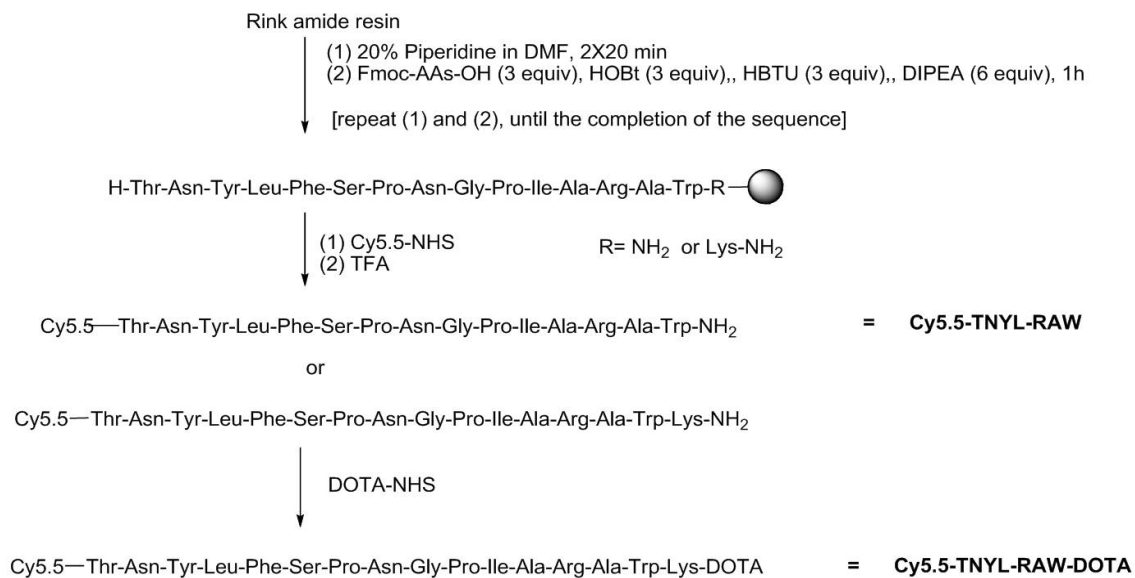 Rink amide resin
(1) 20% Piperidine in DMF, 2X20 min
(2) Fmoc-AAs-OH (3 equiv), HOBt (3 equiv),, HBTU (3 equiv),, DIPEA (6 equiv), 1h
[repeat (1) and (2), until the completion of the sequence]
H-Thr-Asn-Tyr-Leu-Phe-Ser-Pro-Asn-Gly-Pro-Ile-Ala-Arg-Ala-Trp-R
(1) Cy5.5-NHS
(2) TFA
R= NH2 or Lys-NH2
Cy5.5—Thr-Asn-Tyr-Leu-Phe-Ser-Pro-Asn-Gly-Pro-Ile-Ala-Arg-Ala-Trp-NH2 = Cy5.5-TNYL-RAW
or
Cy5.5—Thr-Asn-Tyr-Leu-Phe-Ser-Pro-Asn-Gly-Pro-Ile-Ala-Arg-Ala-Trp-Lys-NH2
DOTA-NHS
Cy5.5—Thr-Asn-Tyr-Leu-Phe-Ser-Pro-Asn-Gly-Pro-Ile-Ala-Arg-Ala-Trp-Lys-DOTA = Cy5.5-TNYL-RAW-DOTA